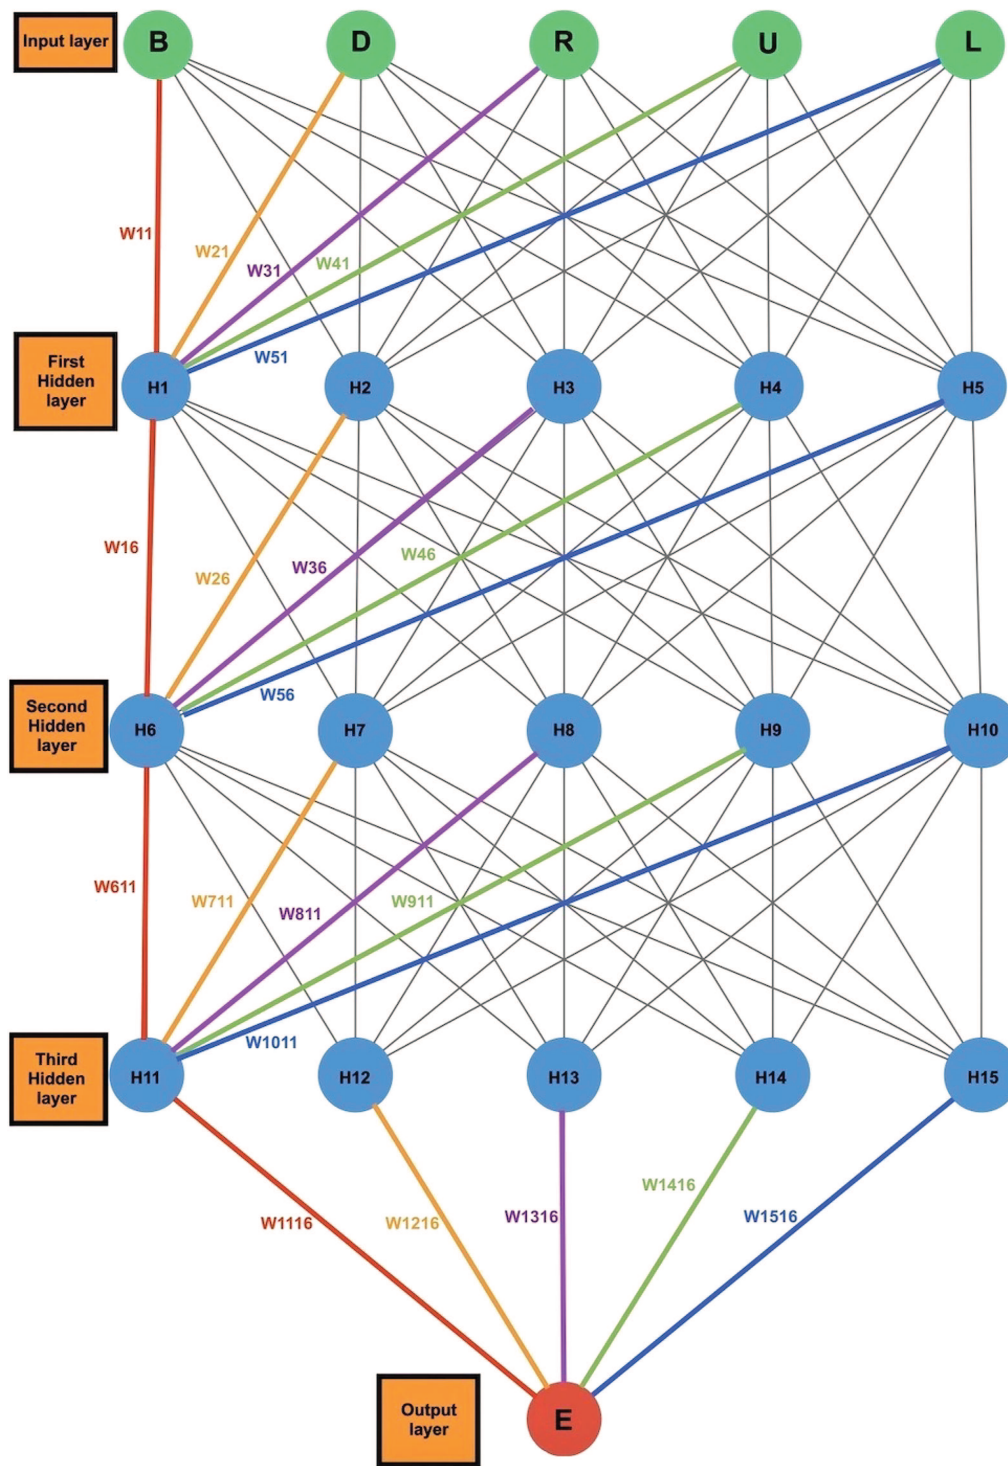 Input layer
B
D
R
U
L
W11
W21
W31
W41
W51
First
Hidden
layer
H1
H2
H3
H4
H5
W16
W26
W36
W46
W56
Second
Hidden
layer
H6
H7
H8
H9
H10
W611
W711
W811
W911
W1011
Third
Hidden
layer
H11
H12
H13
H14
H15
W1116
W1216
W1316
W1416
W1516
Output
layer
E